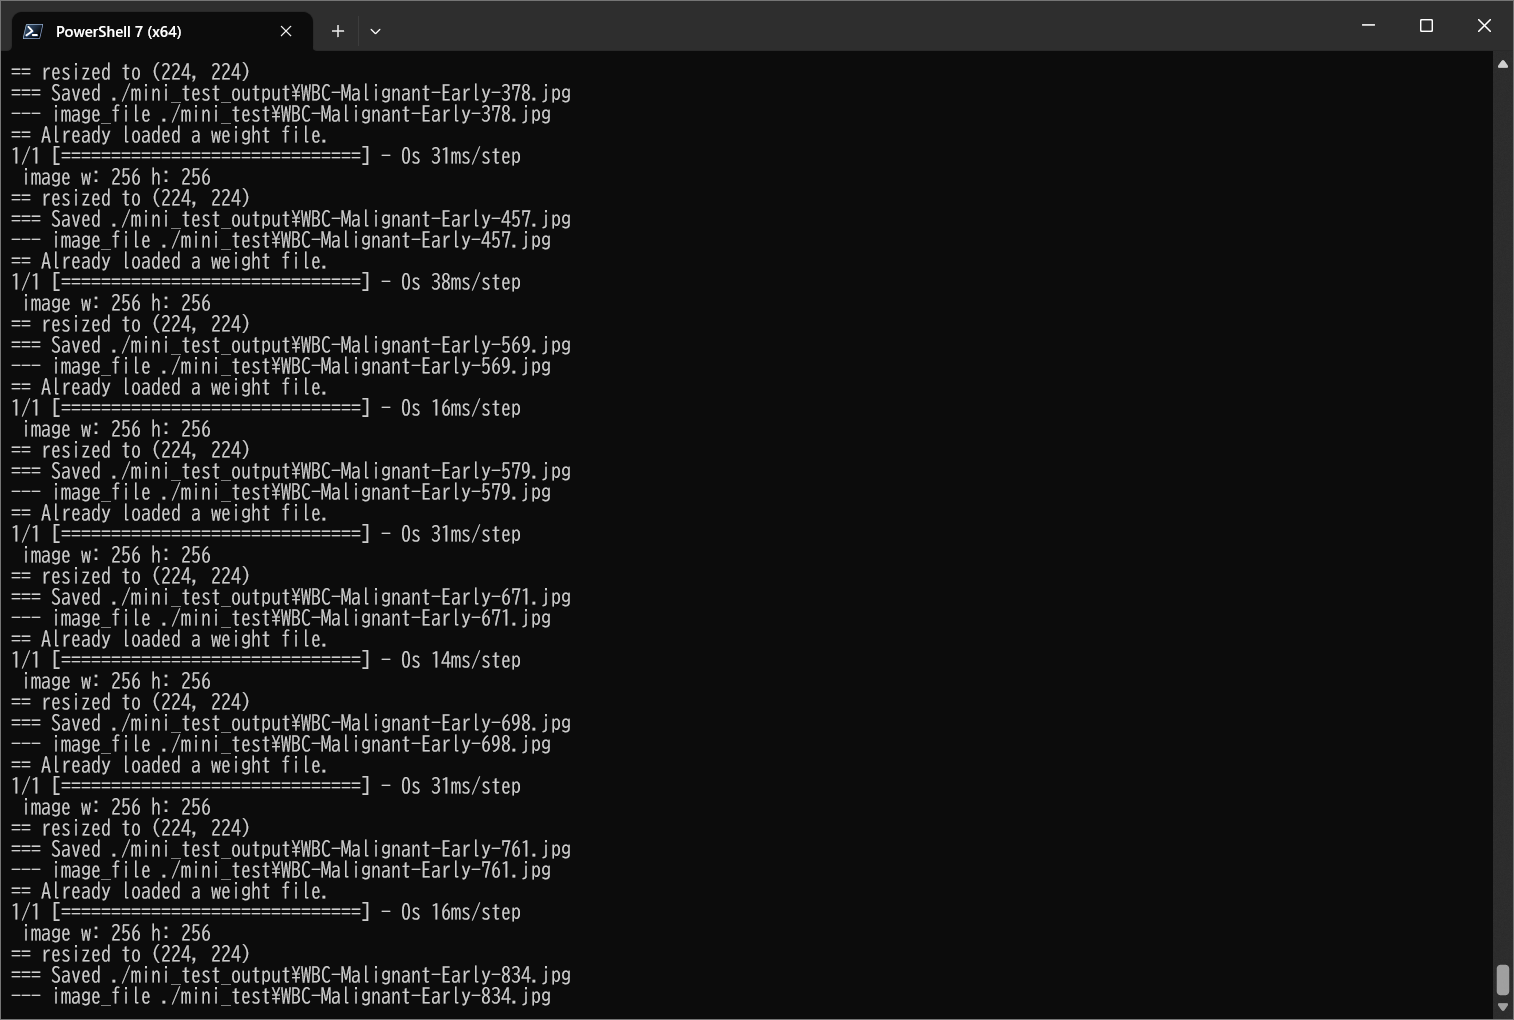 PowerShell 7 (x64)
== resized to (224, 224)
=== Saved ./mini_test_output¥WBC-Malignant-Early-378.jpg
--- image_file ./mini_test¥WBC-Malignant-Early-378.jpg
== Already loaded a weight file.
1/1 [==============================] - 0s 31ms/step
 image w: 256 h: 256
== resized to (224, 224)
=== Saved ./mini_test_output¥WBC-Malignant-Early-457.jpg
--- image_file ./mini_test¥WBC-Malignant-Early-457.jpg
== Already loaded a weight file.
1/1 [==============================] - 0s 38ms/step
 image w: 256 h: 256
== resized to (224, 224)
=== Saved ./mini_test_output¥WBC-Malignant-Early-569.jpg
--- image_file ./mini_test¥WBC-Malignant-Early-569.jpg
== Already loaded a weight file.
1/1 [==============================] - 0s 16ms/step
 image w: 256 h: 256
== resized to (224, 224)
=== Saved ./mini_test_output¥WBC-Malignant-Early-579.jpg
--- image_file ./mini_test¥WBC-Malignant-Early-579.jpg
== Already loaded a weight file.
1/1 [==============================] - 0s 31ms/step
 image w: 256 h: 256
== resized to (224, 224)
=== Saved ./mini_test_output¥WBC-Malignant-Early-671.jpg
--- image_file ./mini_test¥WBC-Malignant-Early-671.jpg
== Already loaded a weight file.
1/1 [==============================] - 0s 14ms/step
 image w: 256 h: 256
== resized to (224, 224)
=== Saved ./mini_test_output¥WBC-Malignant-Early-698.jpg
--- image_file ./mini_test¥WBC-Malignant-Early-698.jpg
== Already loaded a weight file.
1/1 [==============================] - 0s 31ms/step
 image w: 256 h: 256
== resized to (224, 224)
=== Saved ./mini_test_output¥WBC-Malignant-Early-761.jpg
--- image_file ./mini_test¥WBC-Malignant-Early-761.jpg
== Already loaded a weight file.
1/1 [==============================] - 0s 16ms/step
 image w: 256 h: 256
== resized to (224, 224)
=== Saved ./mini_test_output¥WBC-Malignant-Early-834.jpg
--- image_file ./mini_test¥WBC-Malignant-Early-834.jpg